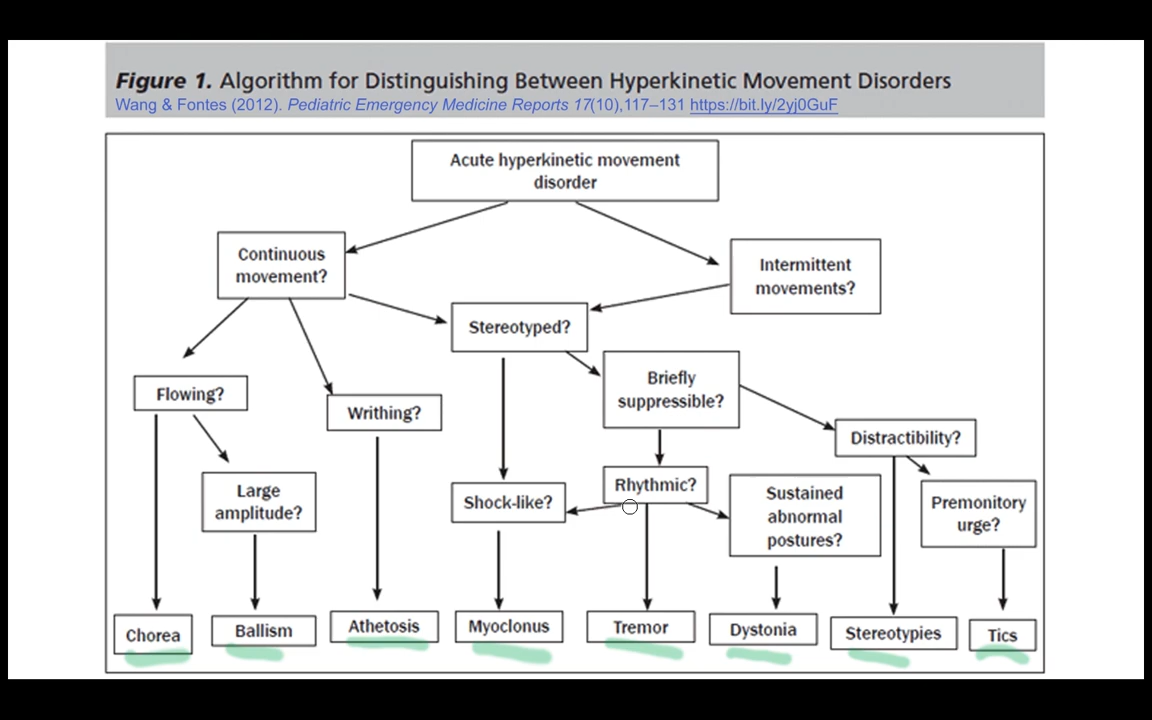 Figure 1. Algorithm for Distinguishing Between Hyperkinetic Movement Disorders
Wang & Fontes (2012). Pediatric Emergency Medicine Reports 17(10),117–131 https://bit.ly/2yj0GuF
Acute hyperkinetic movement
disorder
Continuous
movement?
Intermittent
movements?
Stereotyped?
Briefly
suppressible?
Flowing?
Writhing?
Distractibility?
Large
amplitude?
Shock-like?
Rhythmic?
Sustained
abnormal
postures?
Premonitory
urge?
Chorea
Ballism
Athetosis
Myoclonus
Tremor
Dystonia
Stereotypies
Tics